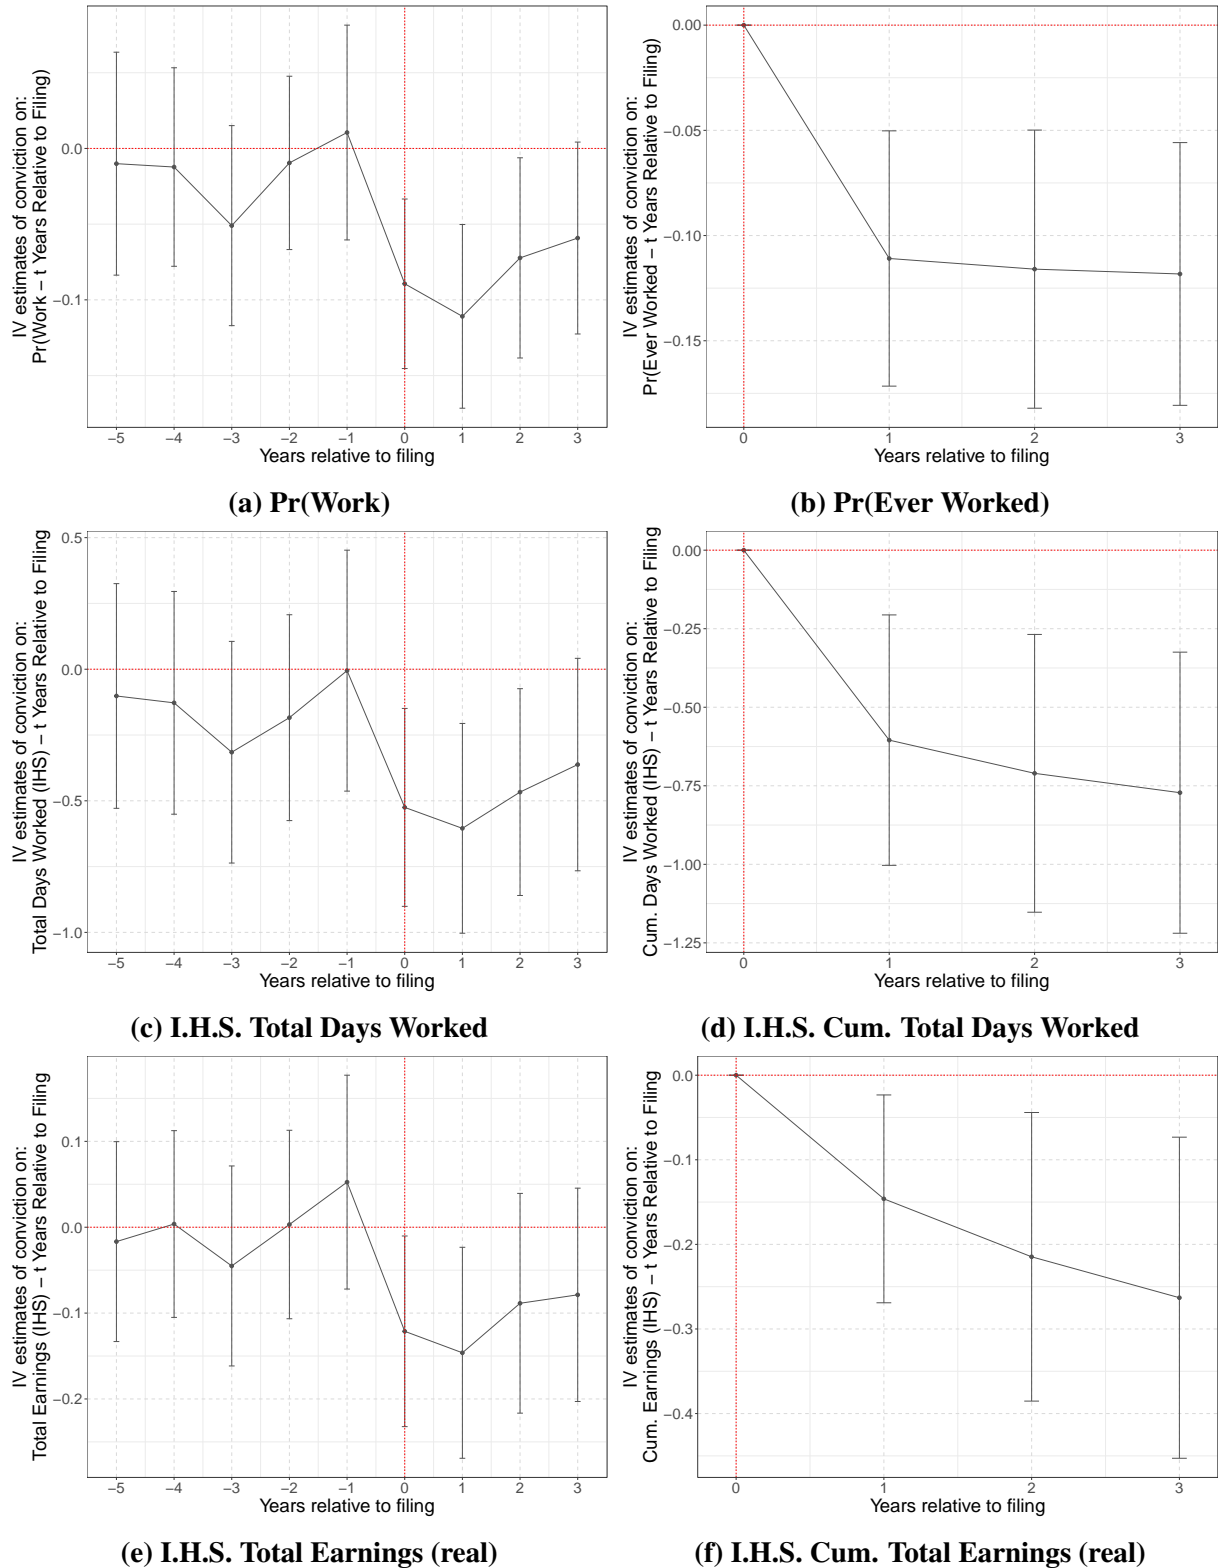 IV estimates of conviction on:
Pr(Work − t Years Relative to Filing)
0.0
−0.1
−5 −4 −3 −2 −1 0 1 2 3
Years relative to filing
(a) Pr(Work)
IV estimates of conviction on:
Pr(Ever Worked − t Years Relative to Filing)
0.00
−0.05
−0.10
−0.15
0 1 2 3
Years relative to filing
(b) Pr(Ever Worked)
IV estimates of conviction on:
Total Days Worked (IHS) − t Years Relative to Filing
0.5
0.0
−0.5
−1.0
−5 −4 −3 −2 −1 0 1 2 3
Years relative to filing
(c) I.H.S. Total Days Worked
IV estimates of conviction on:
Cum. Days Worked (IHS) − t Years Relative to Filing
0.00
−0.25
−0.50
−0.75
−1.00
−1.25
0 1 2 3
Years relative to filing
(d) I.H.S. Cum. Total Days Worked
IV estimates of conviction on:
Total Earnings (IHS) − t Years Relative to Filing
0.1
0.0
−0.1
−0.2
−5 −4 −3 −2 −1 0 1 2 3
Years relative to filing
(e) I.H.S. Total Earnings (real)
IV estimates of conviction on:
Cum. Earnings (IHS) − t Years Relative to Filing
0.0
−0.1
−0.2
−0.3
−0.4
0 1 2 3
Years relative to filing
(f) I.H.S. Cum. Total Earnings (real)